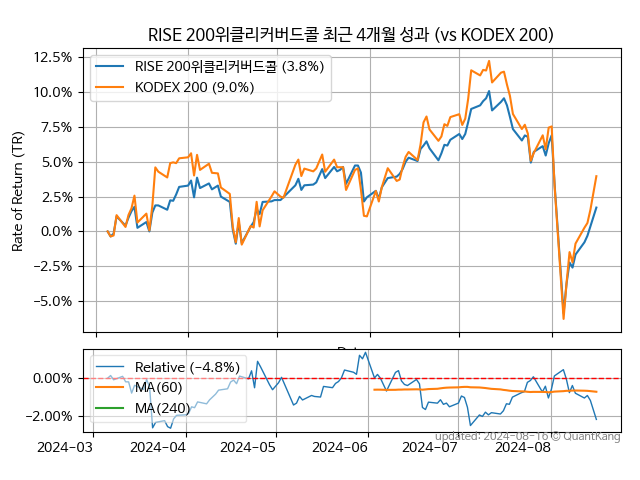 RISE 200위클리커버드콜 최근 4개월 성과 (vs KODEX 200)
Rate of Return (TR)
12.5%
10.0%
7.5%
5.0%
2.5%
0.0%
−2.5%
−5.0%
RISE 200위클리커버드콜 (3.8%)
KODEX 200 (9.0%)
0.00%
−2.00%
Relative (−4.8%)
MA(60)
MA(240)
2024-03
2024-04
2024-05
2024-06
2024-07
2024-08
updated: 2024-08-16 © QuantKang